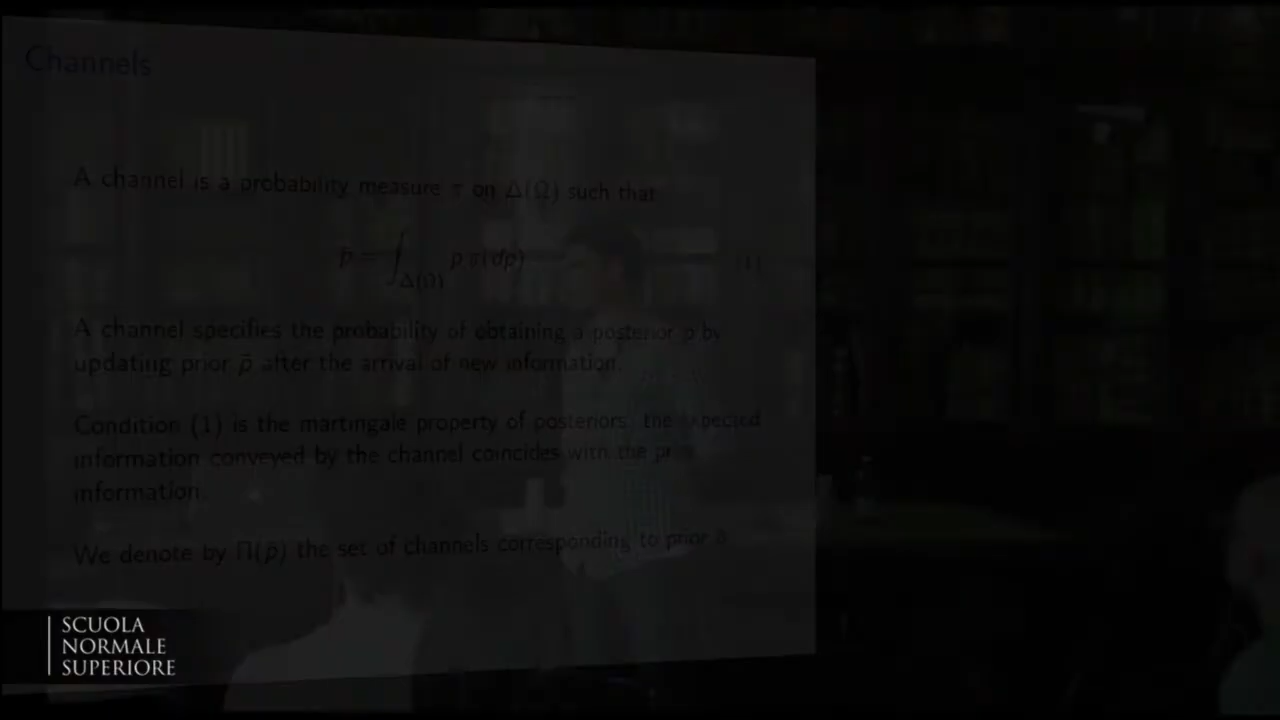 Channels
A channel is a probability measure π on Δ(Ω) such that
p̄ = ∫_Δ(Ω) p π(dp) (1)
A channel specifies the probability of obtaining a posterior p by
updating prior p̄ after the arrival of new information.
Condition (1) is the martingale property of posteriors: the expected
information conveyed by the channel coincides with the prior
information.
We denote by Π(p̄) the set of channels corresponding to prior p̄
SCUOLA
NORMALE
SUPERIORE